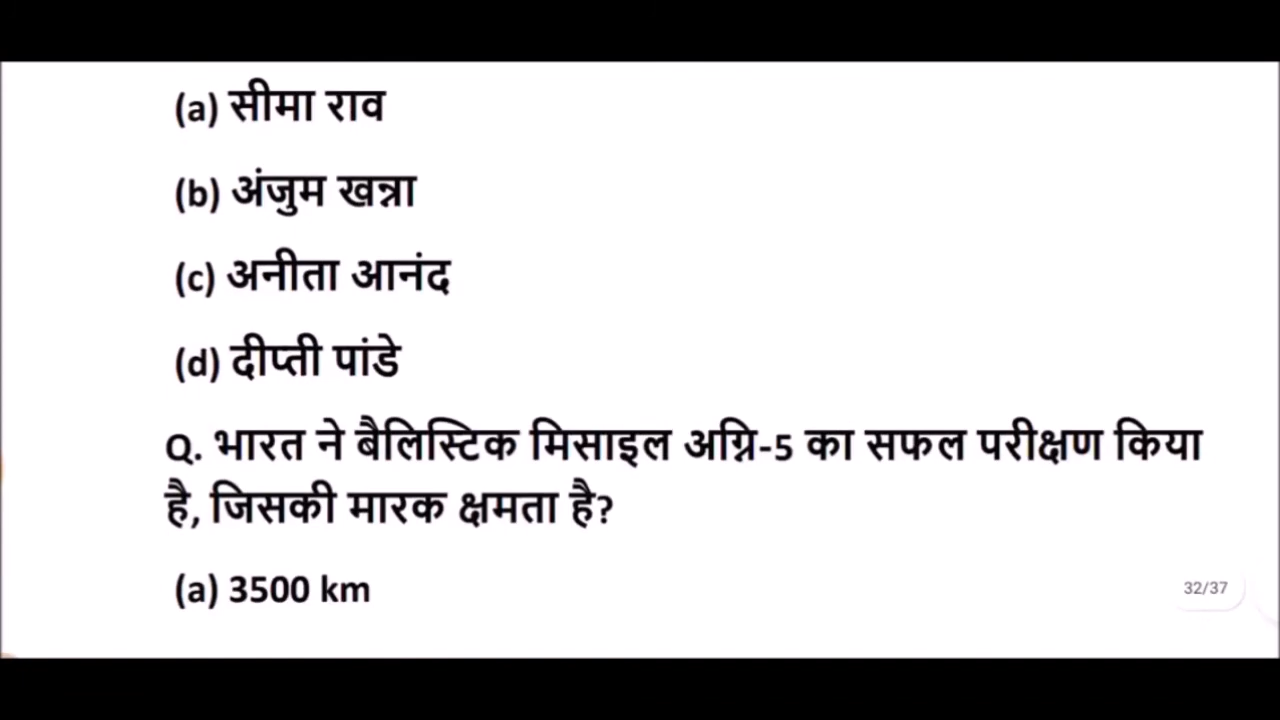 (a) सीमा राव
(b) अंजुम खन्ना
(c) अनीता आनंद
(d) दीप्ती पांडे
Q. भारत ने बैलिस्टिक मिसाइल अग्नि-5 का सफल परीक्षण किया
है, जिसकी मारक क्षमता है?
(a) 3500 km
32/37